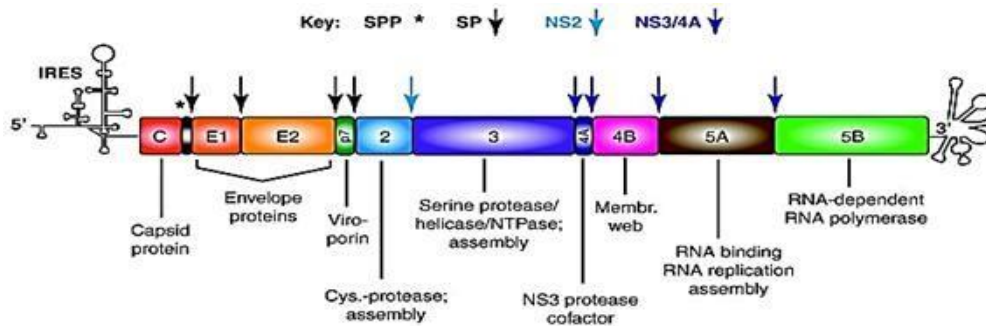 Key: SPP * SP NS2 NS3/4A
IRES
5'
*
C E1 E2 p7 2 3 4A 4B 5A 5B
3'
Capsid
protein
Envelope
proteins
Viro-
porin
Cys.-protease;
assembly
Serine protease/
helicase/NTPase;
assembly
NS3 protease
cofactor
Membr.
web
RNA binding
RNA replication
assembly
RNA-dependent
RNA polymerase